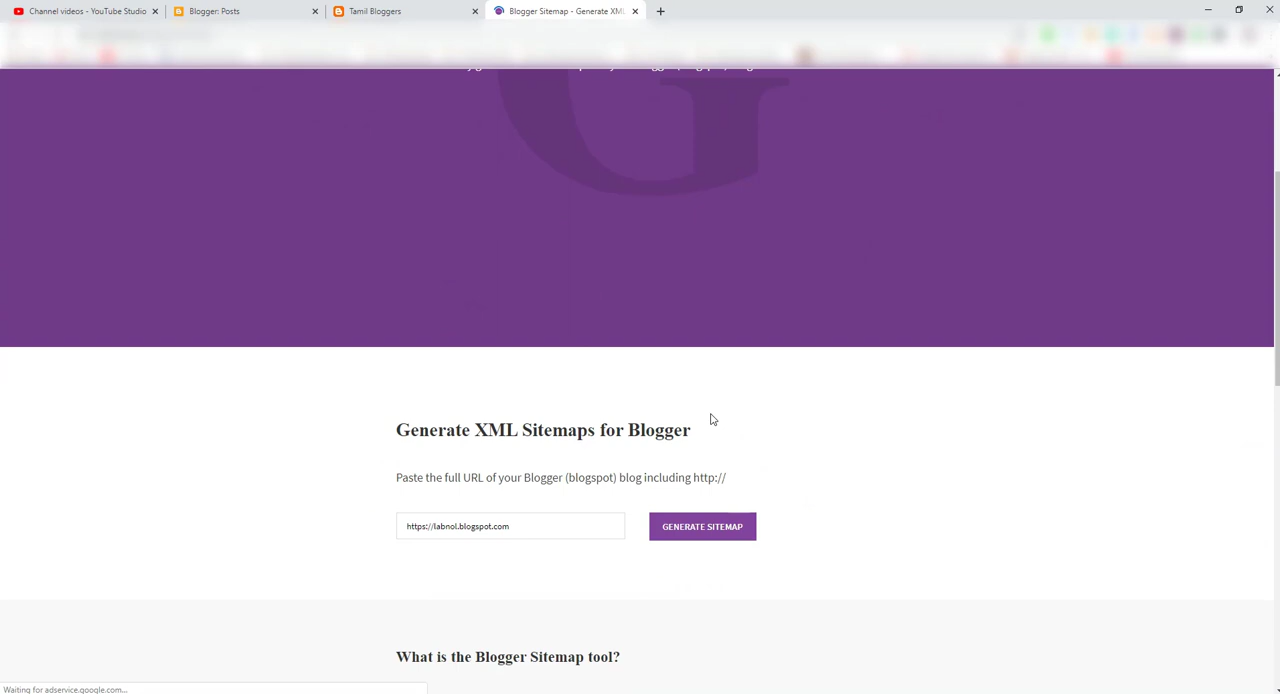 Channel videos - YouTube Studio
Blogger: Posts
Tamil Bloggers
Blogger Sitemap - Generate XML
G
Generate XML Sitemaps for Blogger
Paste the full URL of your Blogger (blogspot) blog including http://
https://labnol.blogspot.com
GENERATE SITEMAP
What is the Blogger Sitemap tool?
Waiting for adservice.google.com...